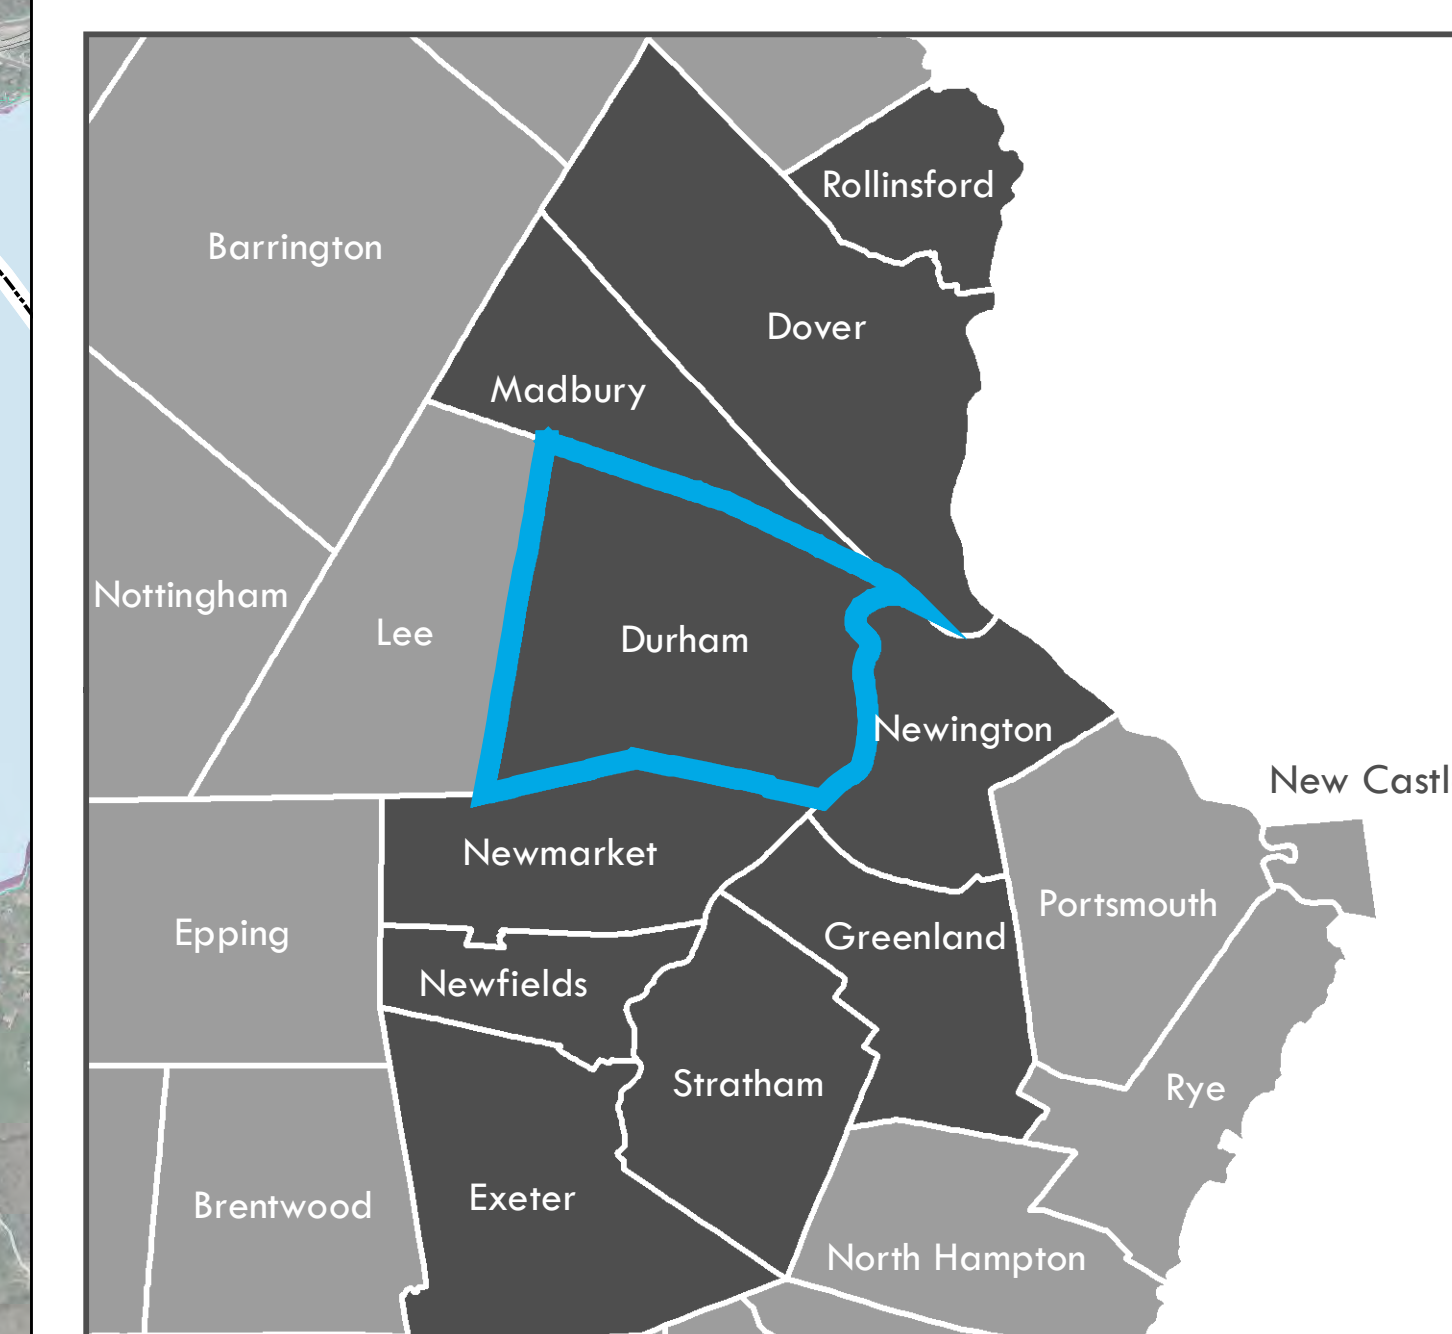 Rollinsford
Barrington
Dover
Madbury
Nottingham
Lee
Durham
Newington
New Castl
Newmarket
Portsmouth
Epping
Greenland
Newfields
Stratham
Rye
Exeter
Brentwood
North Hampton